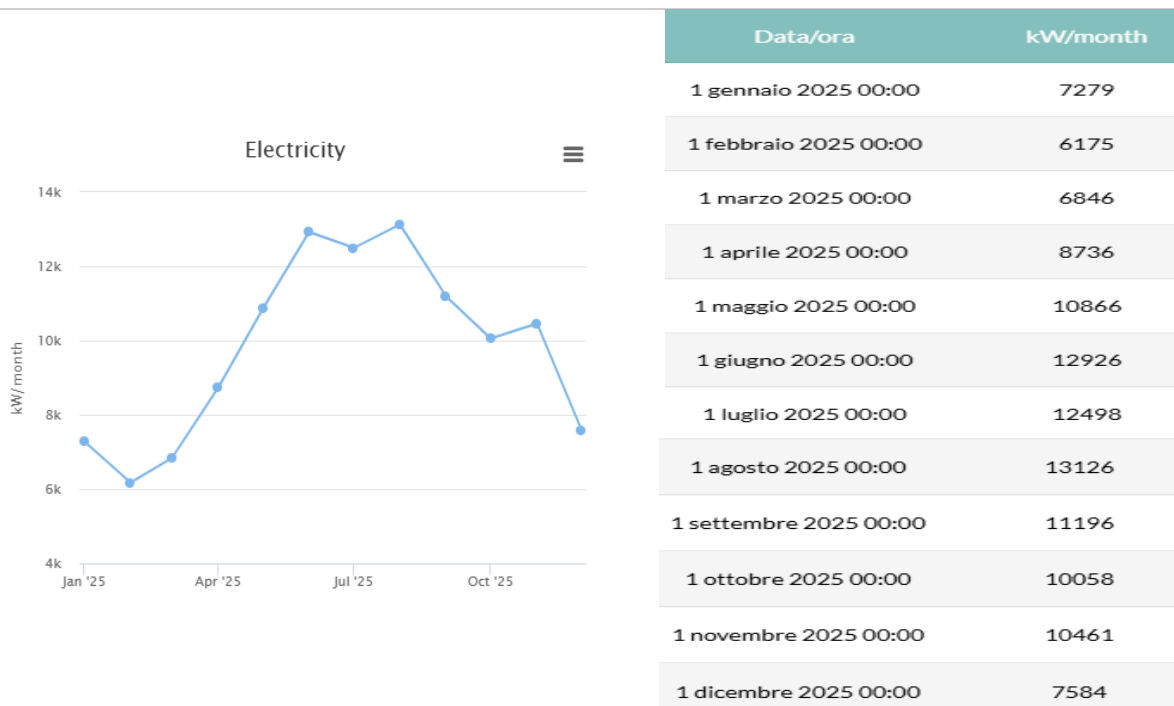 Electricity
14k
12k
10k
8k
6k
4k
kW/month
Jan '25 Apr '25 Jul '25 Oct '25
Data/ora kW/month
1 gennaio 2025 00:00 7279
1 febbraio 2025 00:00 6175
1 marzo 2025 00:00 6846
1 aprile 2025 00:00 8736
1 maggio 2025 00:00 10866
1 giugno 2025 00:00 12926
1 luglio 2025 00:00 12498
1 agosto 2025 00:00 13126
1 settembre 2025 00:00 11196
1 ottobre 2025 00:00 10058
1 novembre 2025 00:00 10461
1 dicembre 2025 00:00 7584